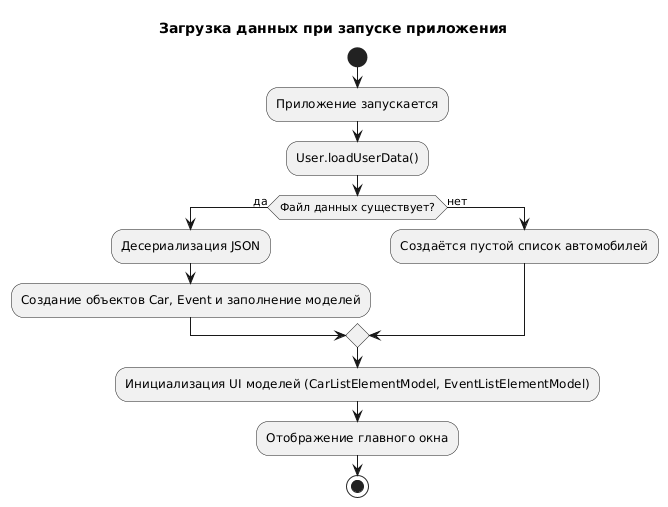 Загрузка данных при запуске приложения
Приложение запускается
User.loadUserData()
да
Файл данных существует?
нет
Десериализация JSON
Создаётся пустой список автомобилей
Создание объектов Car, Event и заполнение моделей
Инициализация UI моделей (CarListElementModel, EventListElementModel)
Отображение главного окна